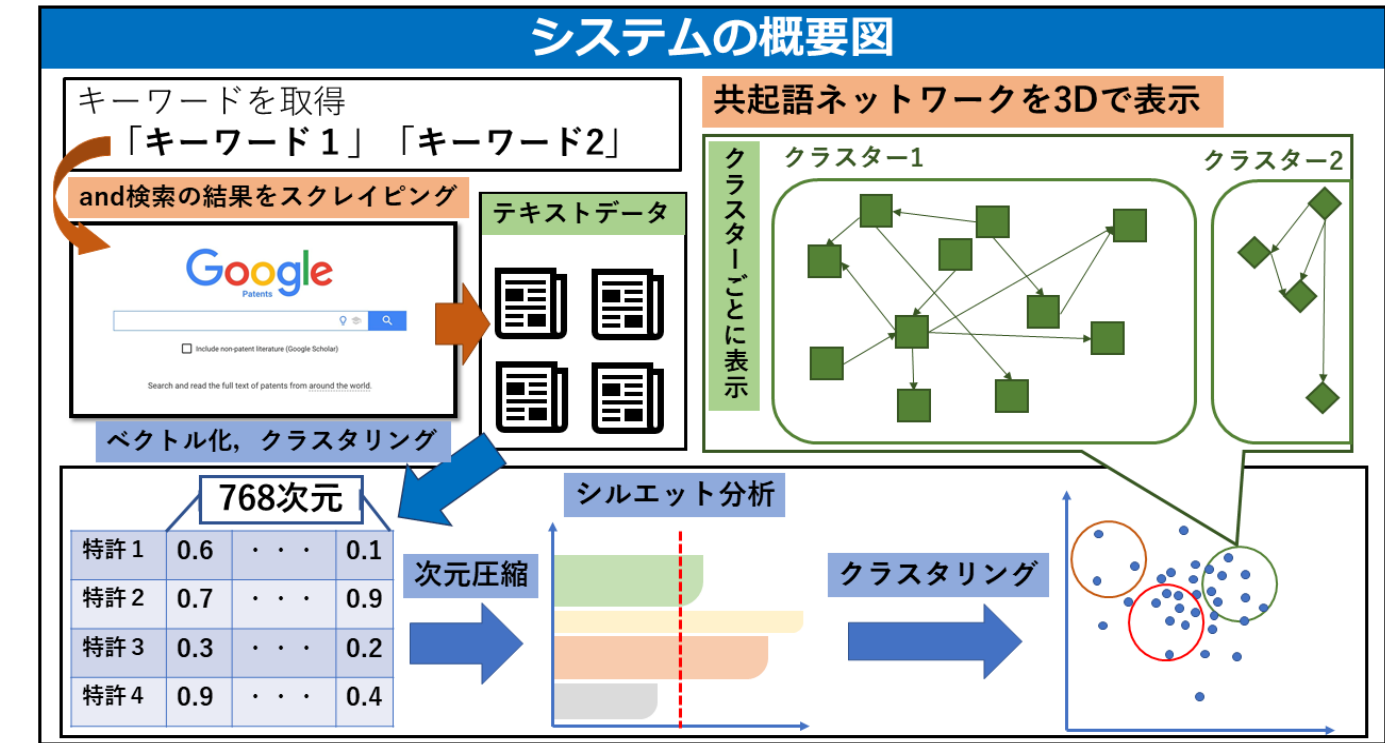 システムの概要図
キーワードを取得
「キーワード１」「キーワード2」
and検索の結果をスクレイピング
Google
Patents
Include non-patent literature (Google Scholar)
Search and read the full text of patents from around the world.
テキストデータ
共起語ネットワークを3Dで表示
クラスターごとに表示
クラスター1
クラスター2
ベクトル化，クラスタリング
768次元
特許１ 0.6 ・・・ 0.1
特許２ 0.7 ・・・ 0.9
特許３ 0.3 ・・・ 0.2
特許４ 0.9 ・・・ 0.4
次元圧縮
シルエット分析
クラスタリング